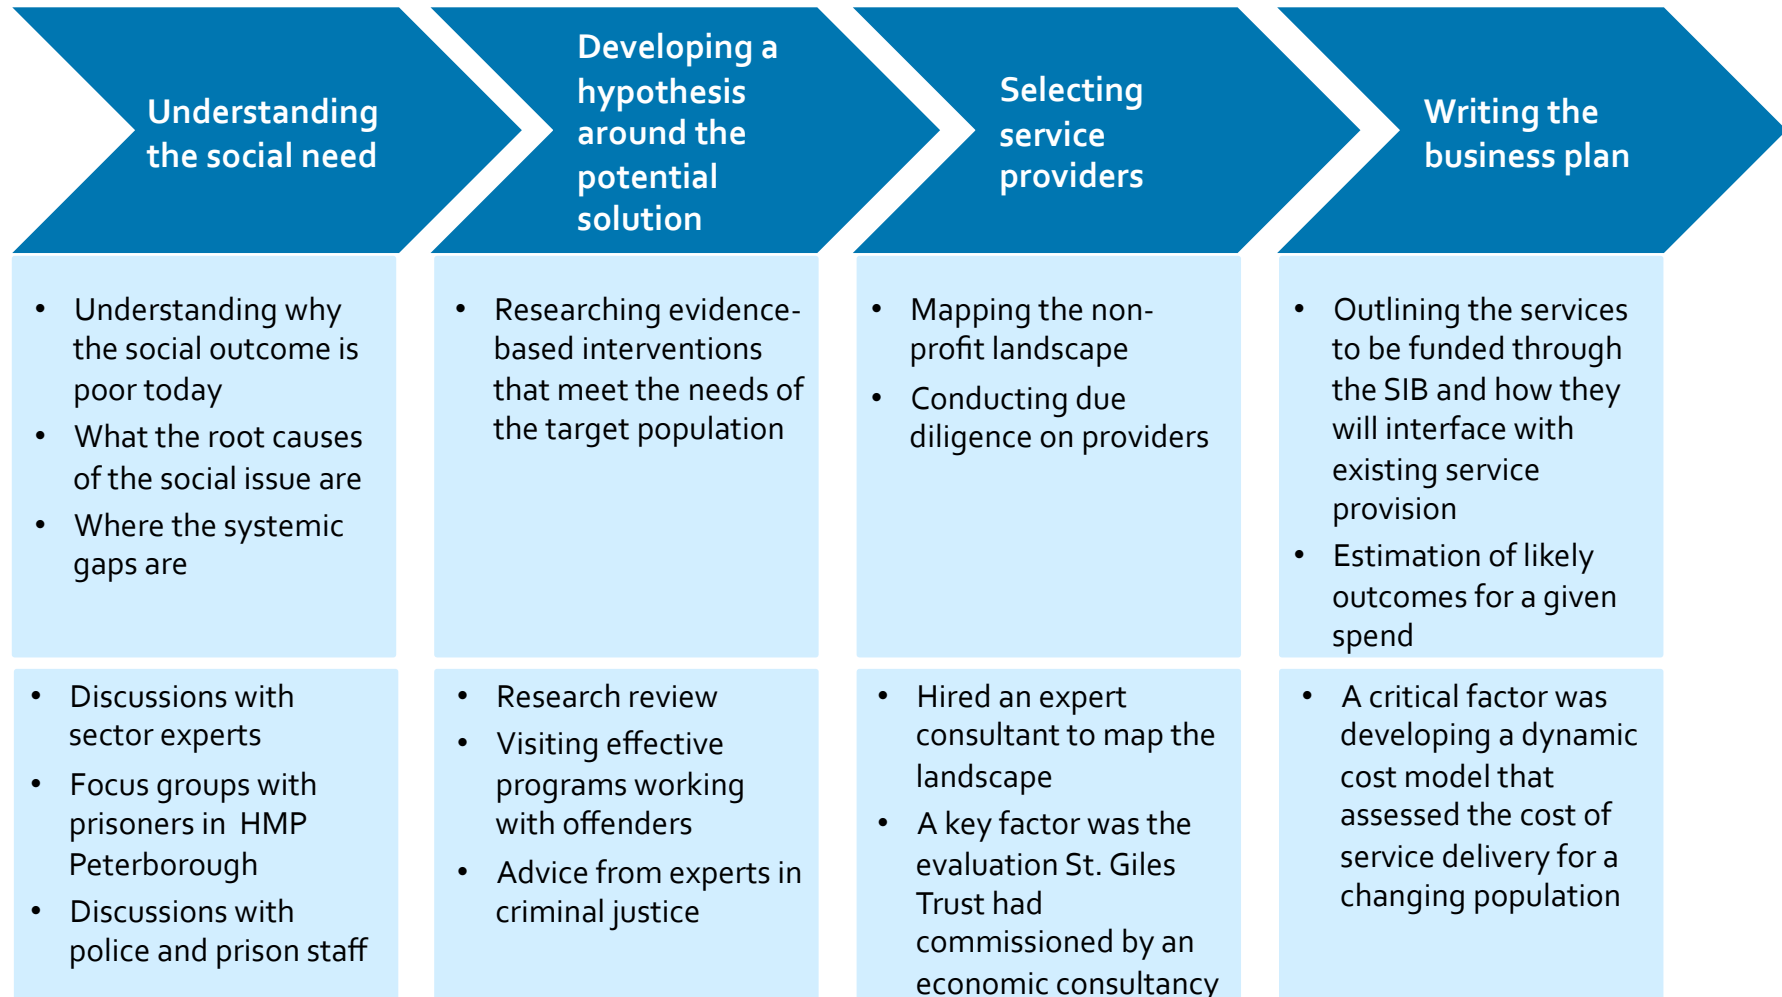 Understanding
the social need
Developing a
hypothesis
around the
potential
solution
Selecting
service
providers
Writing the
business plan
• Understanding why
the social outcome is
poor today
• What the root causes
of the social issue are
• Where the systemic
gaps are
• Researching evidence-
based interventions
that meet the needs of
the target population
• Mapping the non-
profit landscape
• Conducting due
diligence on providers
• Outlining the services
to be funded through
the SIB and how they
will interface with
existing service
provision
• Estimation of likely
outcomes for a given
spend
• Discussions with
sector experts
• Focus groups with
prisoners in HMP
Peterborough
• Discussions with
police and prison staff
• Research review
• Visiting effective
programs working
with offenders
• Advice from experts in
criminal justice
• Hired an expert
consultant to map the
landscape
• A key factor was the
evaluation St. Giles
Trust had
commissioned by an
economic consultancy
• A critical factor was
developing a dynamic
cost model that
assessed the cost of
service delivery for a
changing population